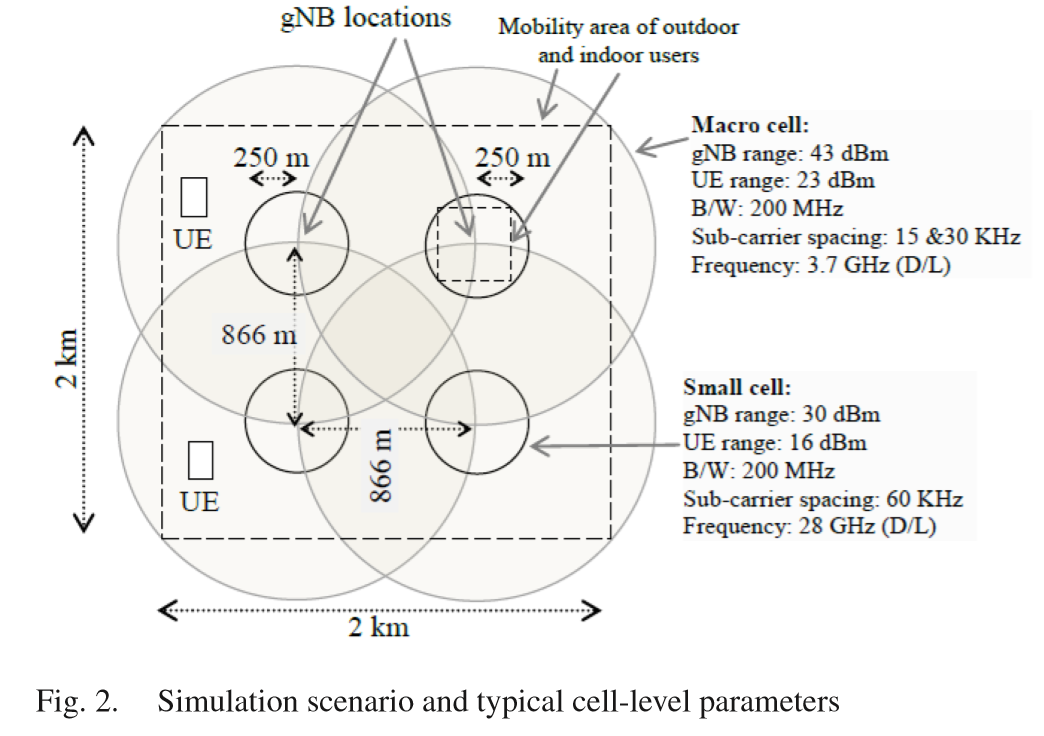 gNB locations
Mobility area of outdoor
and indoor users
Macro cell:
gNB range: 43 dBm
UE range: 23 dBm
B/W: 200 MHz
Sub-carrier spacing: 15 &30 KHz
Frequency: 3.7 GHz (D/L)
250 m
250 m
UE
866 m
2 km
Small cell:
gNB range: 30 dBm
UE range: 16 dBm
B/W: 200 MHz
Sub-carrier spacing: 60 KHz
Frequency: 28 GHz (D/L)
866 m
UE
2 km
Fig. 2. Simulation scenario and typical cell-level parameters